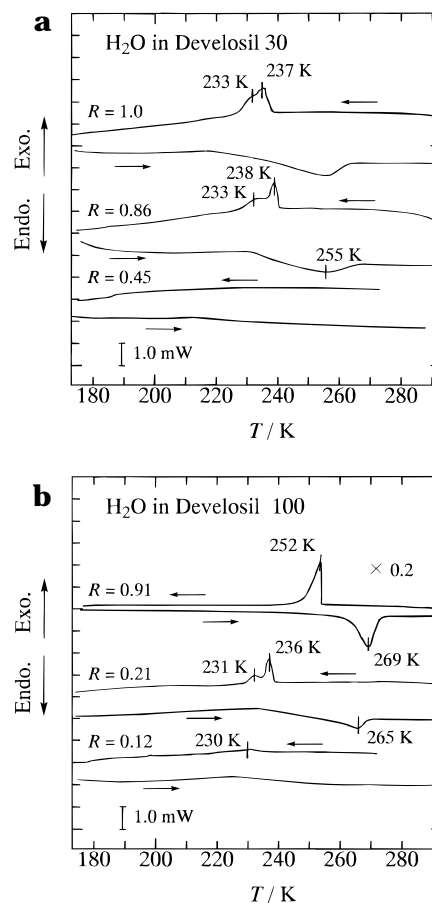 a
H₂O in Develosil 30
233 K
237 K
R = 1.0
Exo.
Endo.
238 K
233 K
R = 0.86
255 K
R = 0.45
1.0 mW
180 200 220 240 260 280
T / K
b
H₂O in Develosil 100
252 K
× 0.2
R = 0.91
Exo.
Endo.
269 K
236 K
231 K
R = 0.21
265 K
230 K
R = 0.12
1.0 mW
180 200 220 240 260 280
T / K